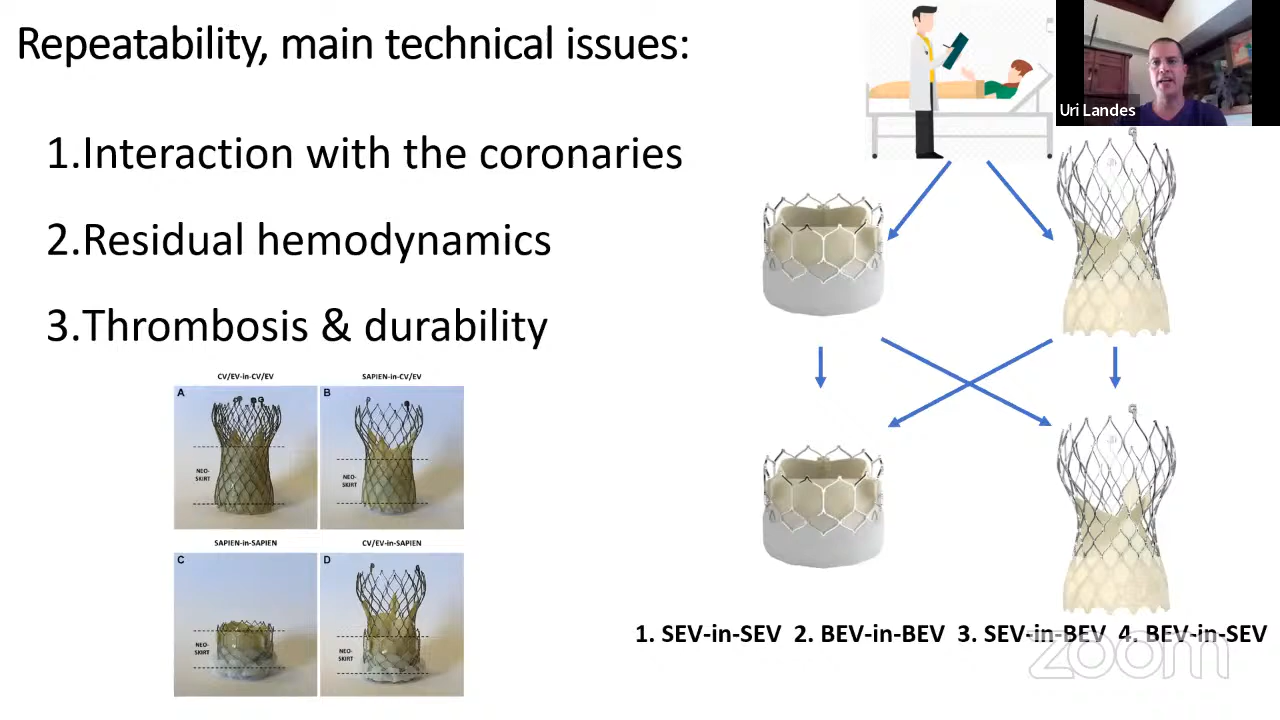 Repeatability, main technical issues:
Uri Landes
1.Interaction with the coronaries
2.Residual hemodynamics
3.Thrombosis & durability
CV/EV-in-CV/EV
SAPIEN-in-CV/EV
A
B
NEO-
SKIRT
NEO-
SKIRT
SAPIEN-in-SAPIEN
CV/EV-in-SAPIEN
C
D
NEO-
SKIRT
NEO-
SKIRT
1. SEV-in-SEV 2. BEV-in-BEV 3. SEV-in-BEV 4. BEV-in-SEV
zoom